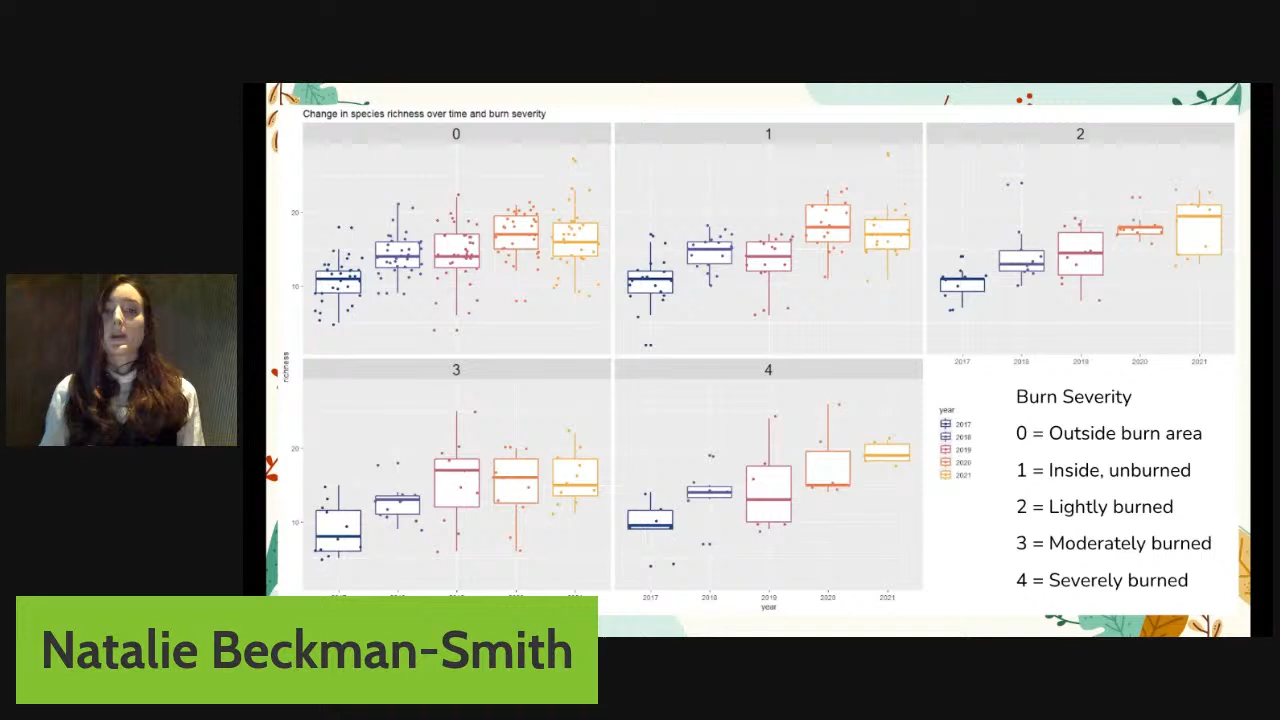 Change in species richness over time and burn severity
0
1
2
20
10
2017
2018
2019
2020
2021
richness
3
4
20
10
2017
2018
2019
2020
2021
year
year
2017
2018
2019
2020
2021
Burn Severity
0 = Outside burn area
1 = Inside, unburned
2 = Lightly burned
3 = Moderately burned
4 = Severely burned
Natalie Beckman-Smith